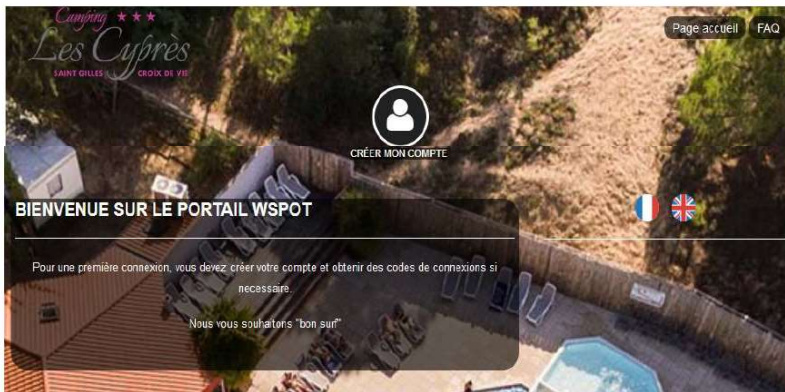 Camping ★★★
Les Cyprès
SAINT GILLES CROIX DE VIE
Page accueil FAQ
CRÉER MON COMPTE
BIENVENUE SUR LE PORTAIL WSPOT
Pour une première connexion, vous devez créer votre compte et obtenir des codes de connexions si
necessaire.
Nous vous souhaitons "bon surf"